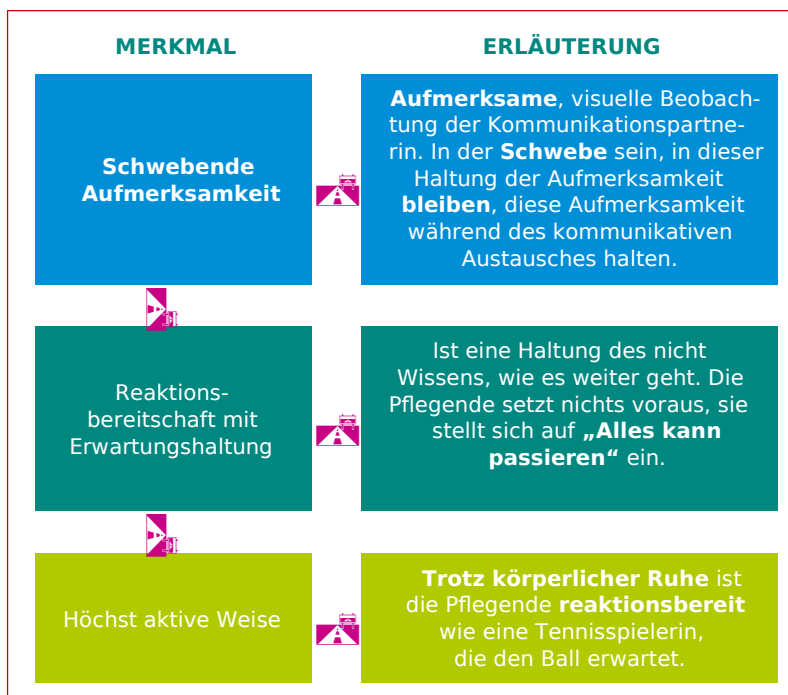 MERKMAL
ERLÄUTERUNG
Schwebende
Aufmerksamkeit
Aufmerksame, visuelle Beobach-
tung der Kommunikationspartne-
rin. In der Schwebe sein, in dieser
Haltung der Aufmerksamkeit
bleiben, diese Aufmerksamkeit
während des kommunikativen
Austausches halten.
Reaktions-
bereitschaft mit
Erwartungshaltung
Ist eine Haltung des nicht
Wissens, wie es weiter geht. Die
Pflegende setzt nichts voraus, sie
stellt sich auf „Alles kann
passieren“ ein.
Höchst aktive Weise
Trotz körperlicher Ruhe ist
die Pflegende reaktionsbereit
wie eine Tennisspielerin,
die den Ball erwartet.